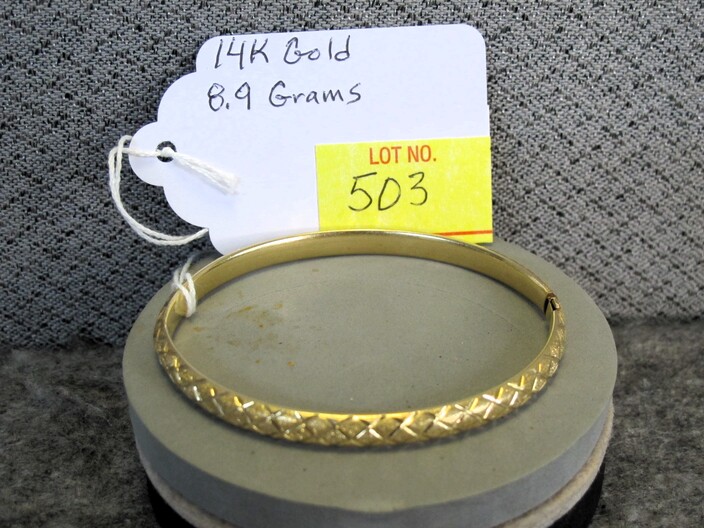 14K Gold
8.9 Grams
LOT NO.
503